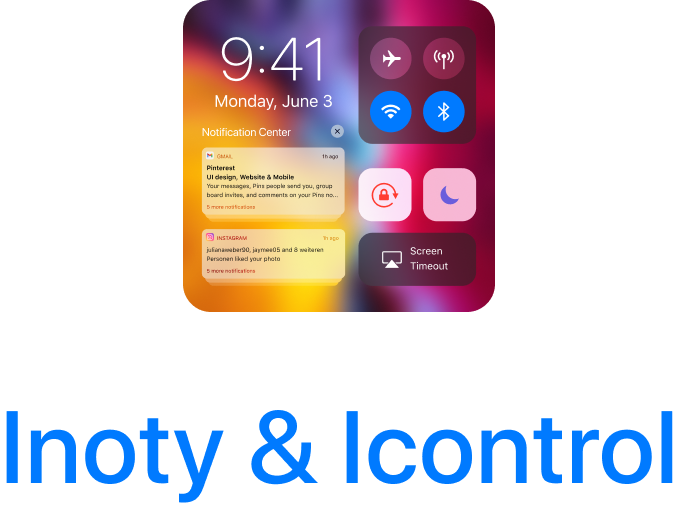 9:41
Monday, June 3
Notification Center
GMAIL
1h ago
Pinterest
UI design, Website & Mobile
Your messages, Pins people send you, group
board invites, and comments on your Pins no...
5 more notifications
INSTAGRAM
1h ago
julianaweber90, jaymee05 and 8 weiteren
Personen liked your photo
5 more notifications
Screen
Timeout
Inoty & Icontrol